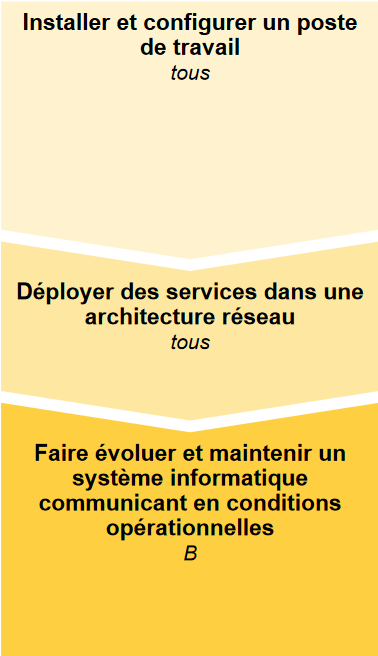 Installer et configurer un poste
de travail
tous
Déployer des services dans une
architecture réseau
tous
Faire évoluer et maintenir un
système informatique
communicant en conditions
opérationnelles
B